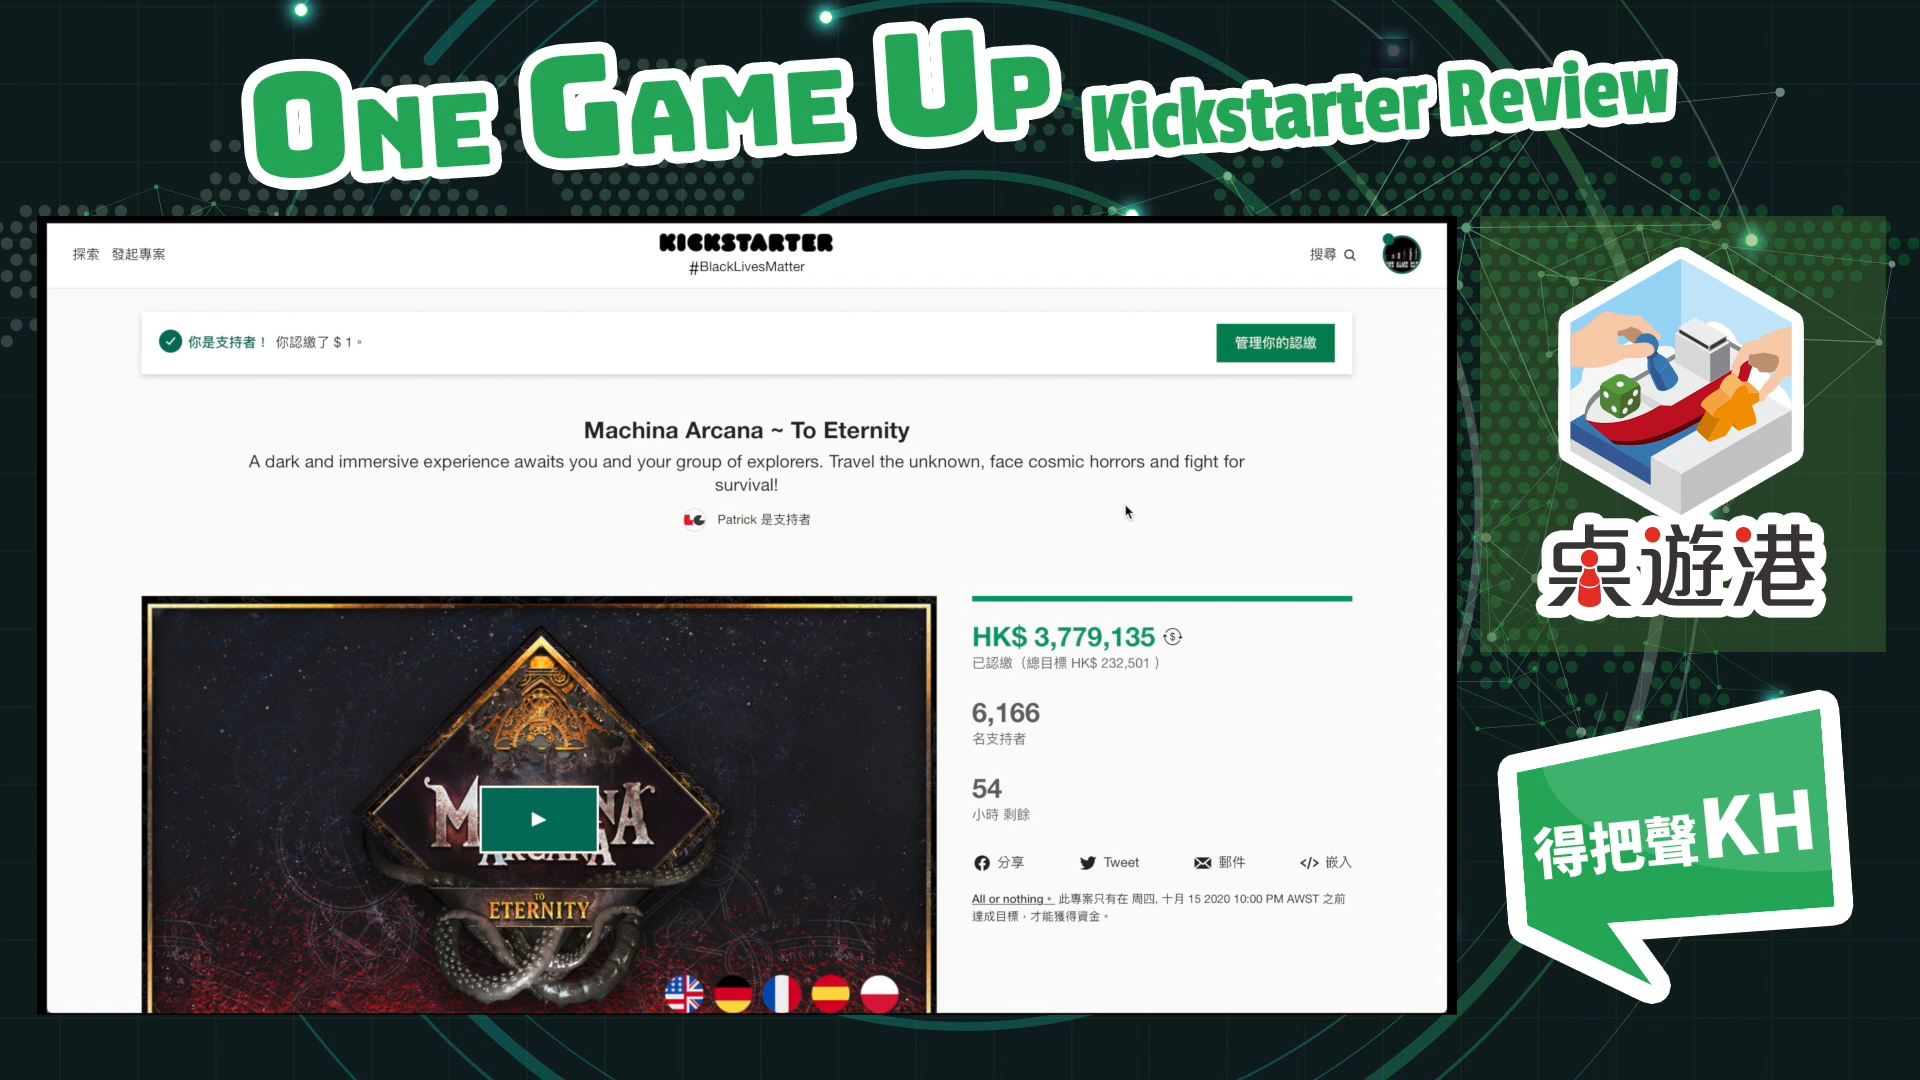 One Game Up Kickstarter Review
探索 發起專案
KICKSTARTER
#BlackLivesMatter
搜尋
你是支持者！ 你認繳了 $ 1。
管理你的認繳
Machina Arcana ~ To Eternity
A dark and immersive experience awaits you and your group of explorers. Travel the unknown, face cosmic horrors and fight for
survival!
Patrick 是支持者
TO
ETERNITY
HK$ 3,779,135
已認繳（總目標 HK$ 232,501 ）
6,166
名支持者
54
小時 剩餘
分享 Tweet 郵件 </> 嵌入
All or nothing。 此專案只有在 周四, 十月 15 2020 10:00 PM AWST 之前
達成目標，才能獲得資金。
桌遊港
得把聲KH